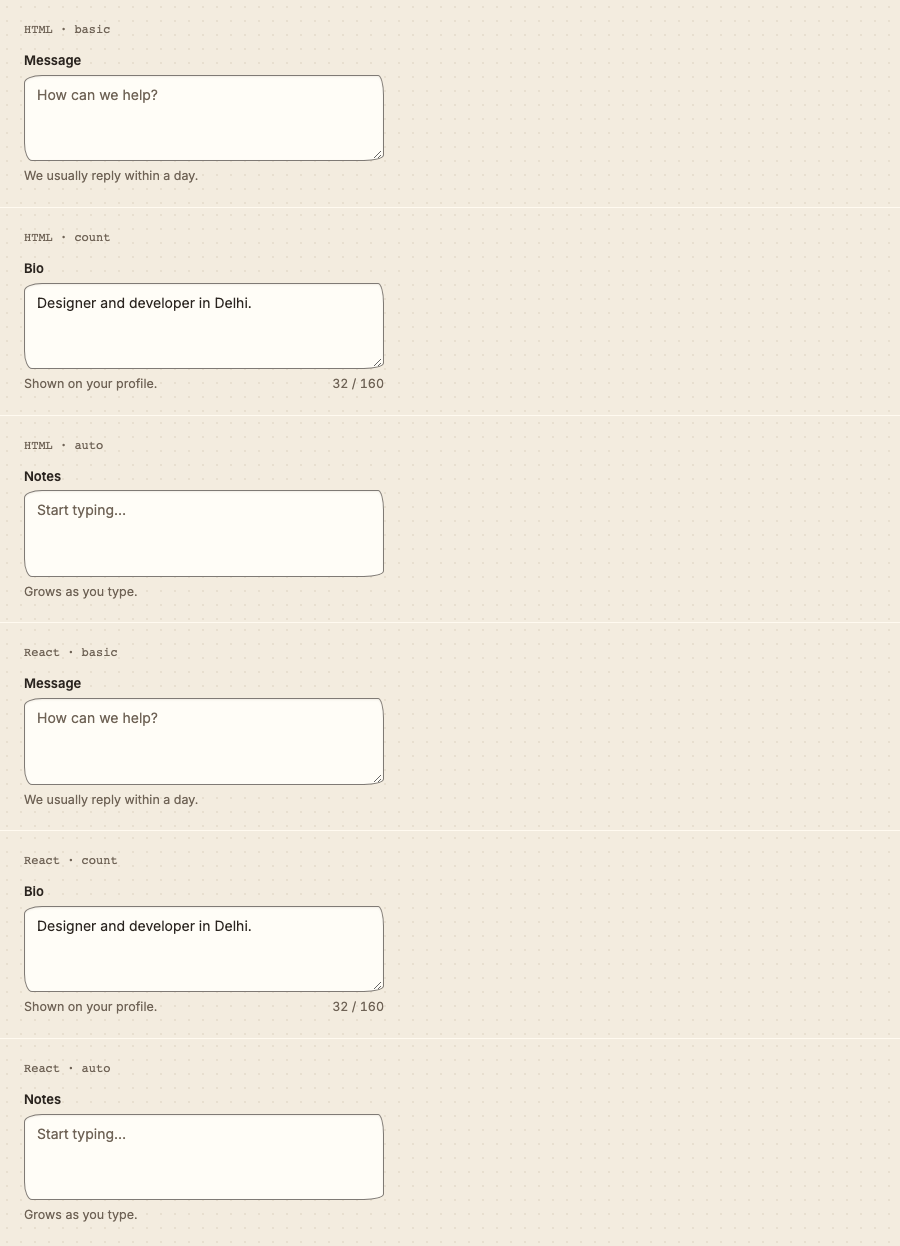 HTML · basic
Message
How can we help?
We usually reply within a day.
HTML · count
Bio
Designer and developer in Delhi.
Shown on your profile. 32 / 160
HTML · auto
Notes
Start typing…
Grows as you type.
React · basic
Message
How can we help?
We usually reply within a day.
React · count
Bio
Designer and developer in Delhi.
Shown on your profile. 32 / 160
React · auto
Notes
Start typing…
Grows as you type.